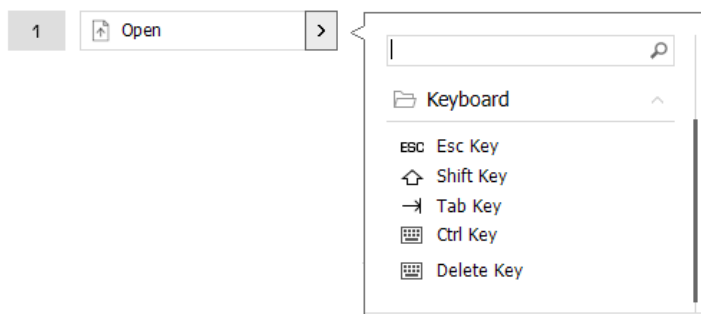 1 Open >
Keyboard
ESC Esc Key
Shift Key
Tab Key
Ctrl Key
Delete Key